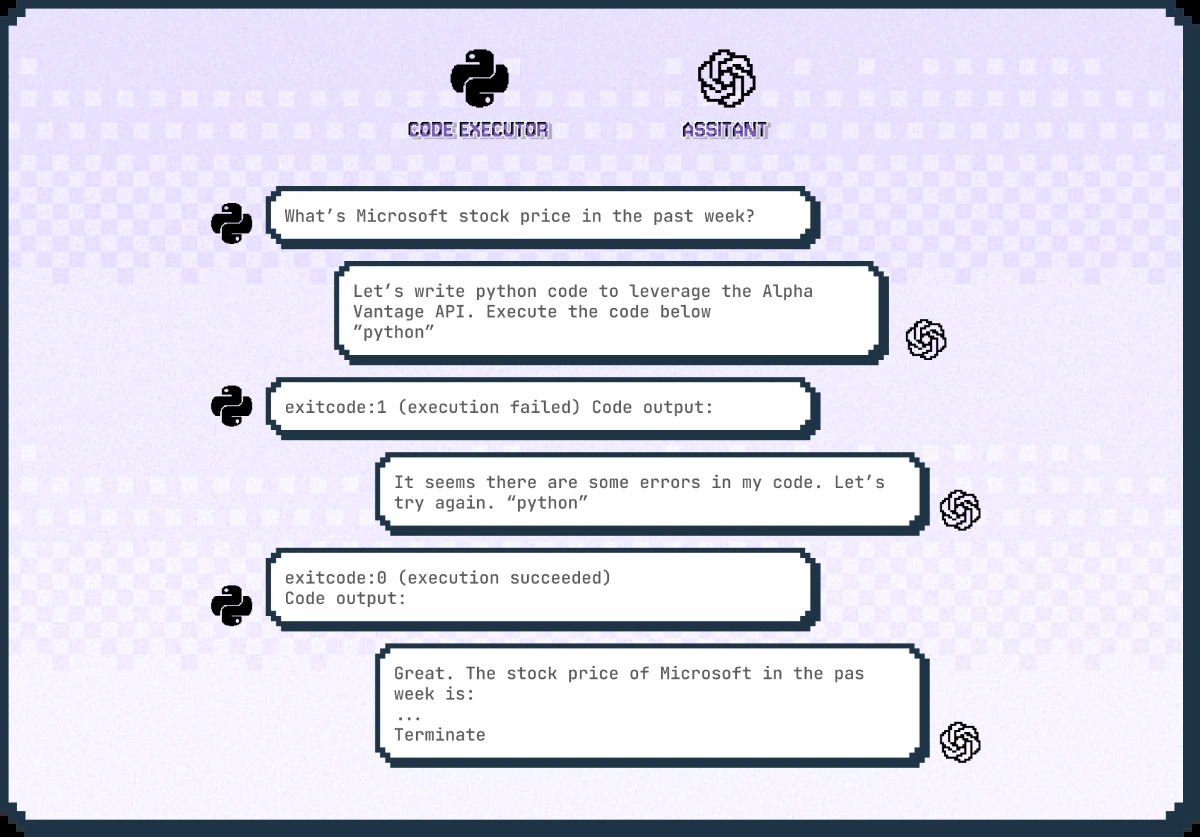 CODE EXECUTOR
ASSITANT
What’s Microsoft stock price in the past week?
Let’s write python code to leverage the Alpha
Vantage API. Execute the code below
”python”
exitcode:1 (execution failed) Code output:
It seems there are some errors in my code. Let’s
try again. “python”
exitcode:0 (execution succeeded)
Code output:
Great. The stock price of Microsoft in the pas
week is:
...
Terminate